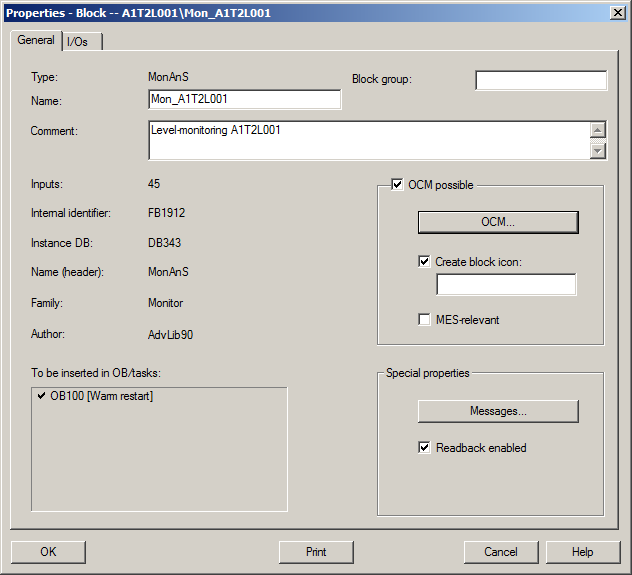 Properties - Block -- A1T2L001\Mon_A1T2L001
General I/Os
Type: MonAnS Block group:
Name: Mon_A1T2L001
Comment: Level-monitoring A1T2L001
Inputs: 45 OCM possible
Internal identifier: FB1912 OCM...
Instance DB: DB343
Create block icon:
Name (header): MonAnS
Family: Monitor
MES-relevant
Author: AdvLib90
To be inserted in OB/tasks: Special properties
OB100 [Warm restart]
Messages...
Readback enabled
OK Print Cancel Help